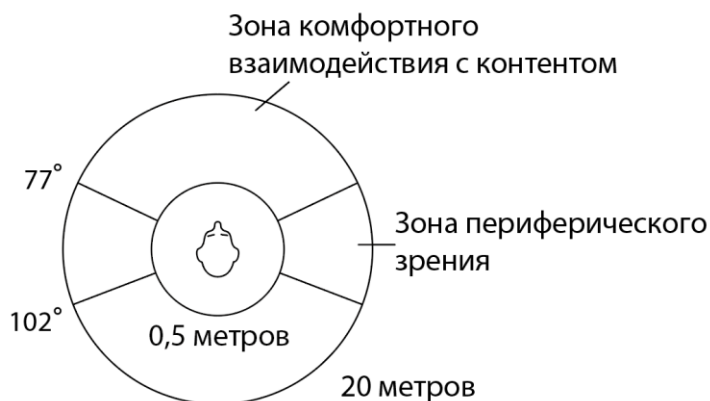 Зона комфортного
взаимодействия с контентом
77°
Зона периферического
зрения
102°
0,5 метров
20 метров